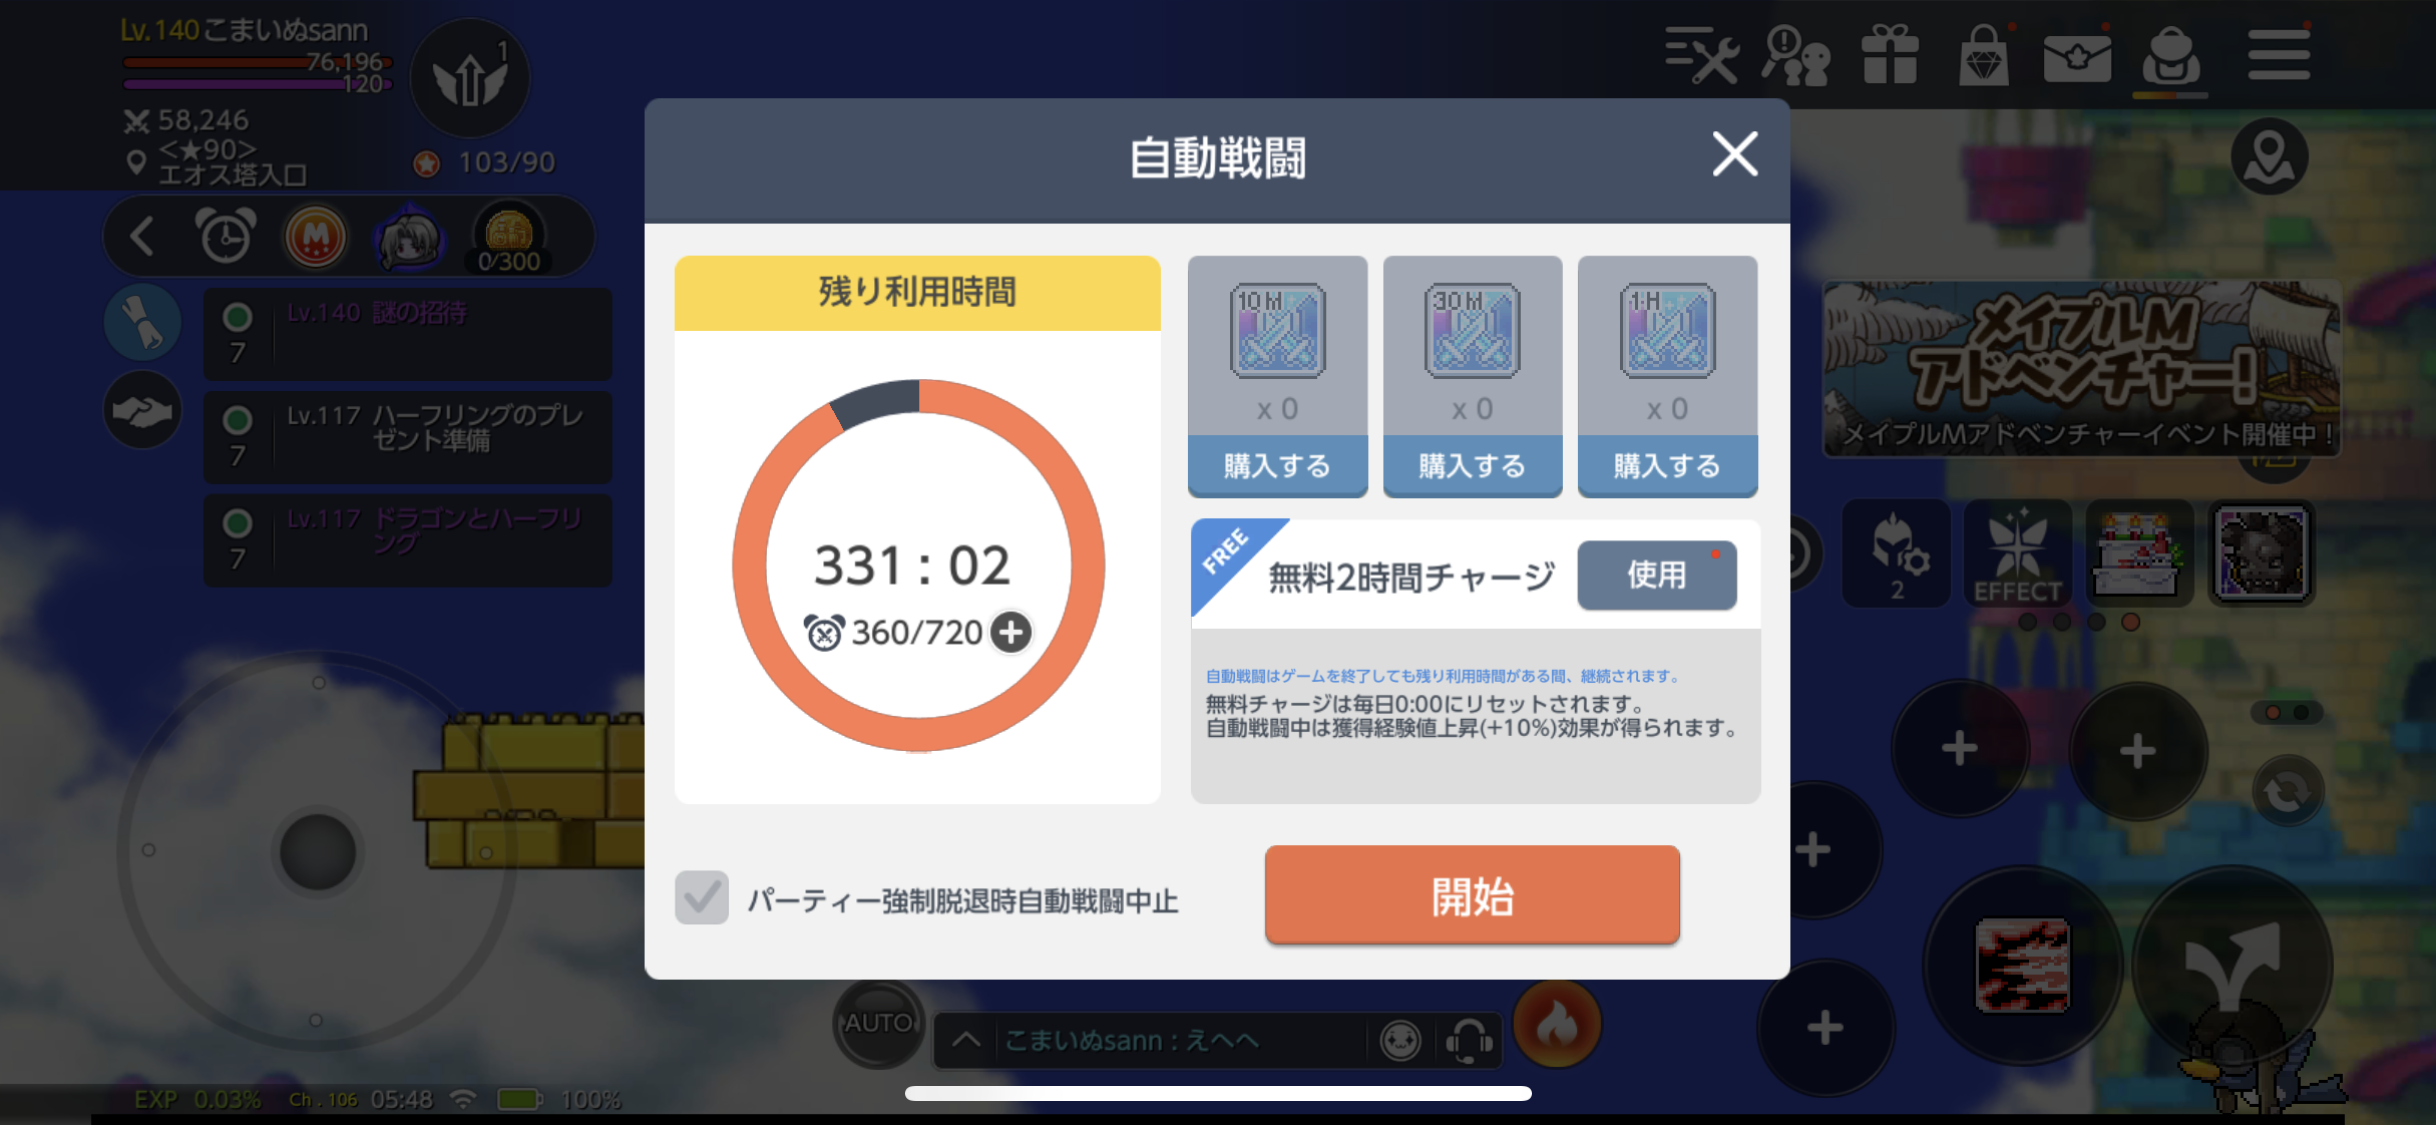 Lv.140 こまいぬsann
76,196
120
1
58,246
<★90>
エオス塔入口
103/90
M
0/300
Lv.140 謎の招待
7
Lv.117 ハーフリングのプレ
ゼント準備
7
Lv.117 ドラゴンとハーフリ
ング
7
自動戦闘
残り利用時間
331 : 02
360/720
10 M
x 0
購入する
30 M
x 0
購入する
1 H
x 0
購入する
FREE
無料2時間チャージ
使用
自動戦闘はゲームを終了しても残り利用時間がある間、継続されます。
無料チャージは毎日0:00にリセットされます。
自動戦闘中は獲得経験値上昇(+10%)効果が得られます。
パーティー強制脱退時自動戦闘中止
開始
メイプルM
アドベンチャー!
メイプルMアドベンチャーイベント開催中!
2
EFFECT
AUTO
こまいぬsann : えへへ
EXP 0.03%
Ch . 106
05:48
100%